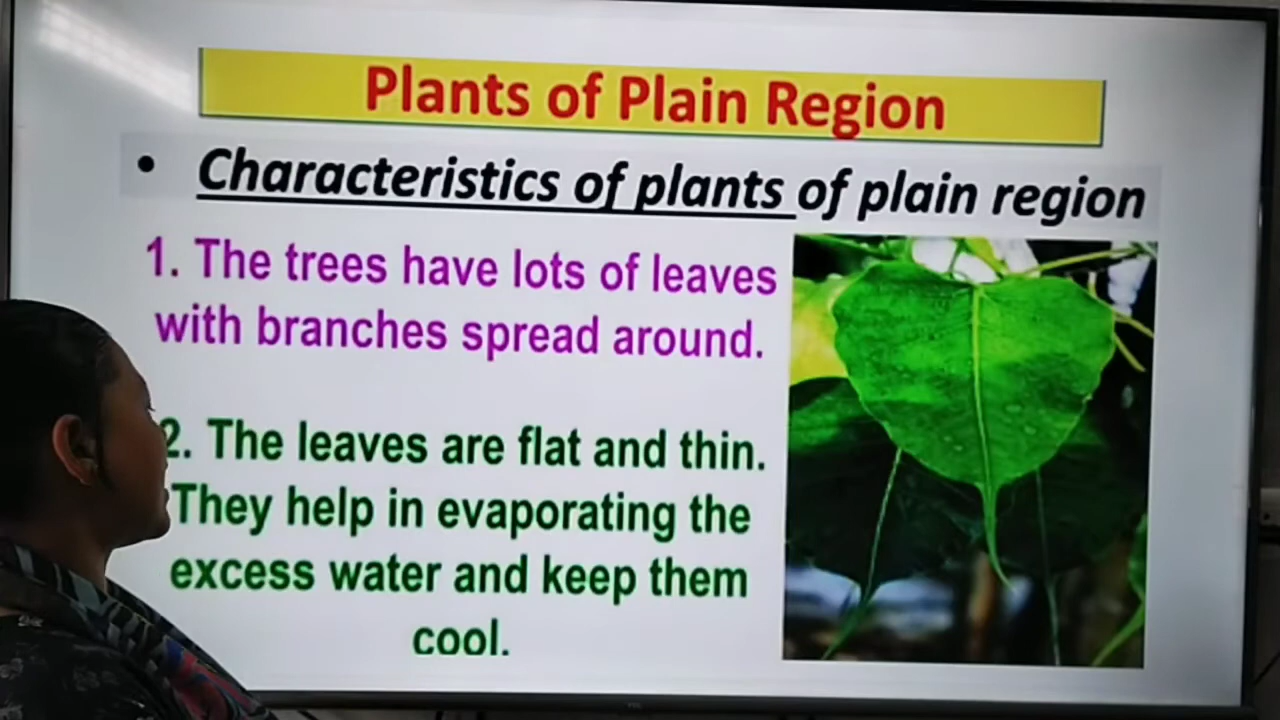 Plants of Plain Region
• Characteristics of plants of plain region
1. The trees have lots of leaves
with branches spread around.
2. The leaves are flat and thin.
They help in evaporating the
excess water and keep them
cool.